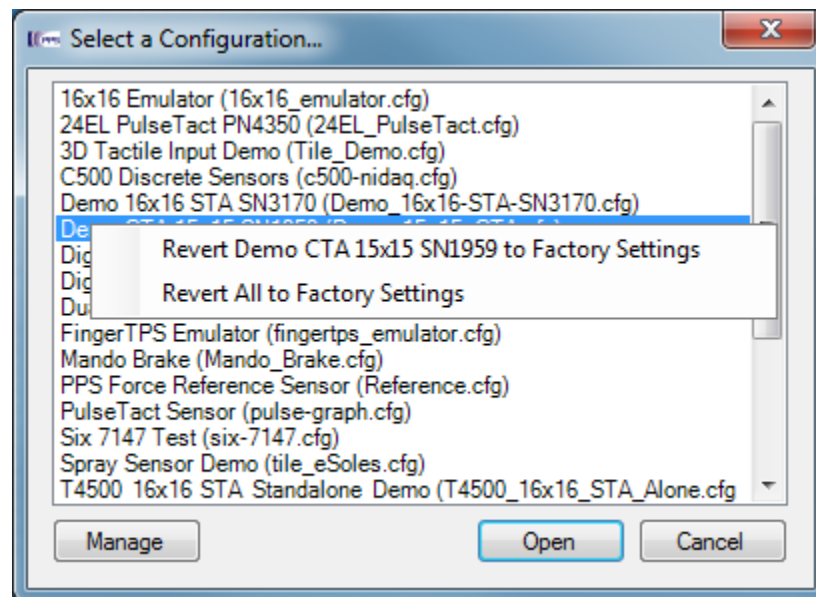 Select a Configuration...
16x16 Emulator (16x16_emulator.cfg)
24EL PulseTact PN4350 (24EL_PulseTact.cfg)
3D Tactile Input Demo (Tile_Demo.cfg)
C500 Discrete Sensors (c500-nidaq.cfg)
Demo 16x16 STA SN3170 (Demo_16x16-STA-SN3170.cfg)
Revert Demo CTA 15x15 SN1959 to Factory Settings
Revert All to Factory Settings
FingerTPS Emulator (fingertps_emulator.cfg)
Mando Brake (Mando_Brake.cfg)
PPS Force Reference Sensor (Reference.cfg)
PulseTact Sensor (pulse-graph.cfg)
Six 7147 Test (six-7147.cfg)
Spray Sensor Demo (tile_eSoles.cfg)
T4500 16x16 STA Standalone Demo (T4500_16x16_STA_Alone.cfg
Manage
Open
Cancel